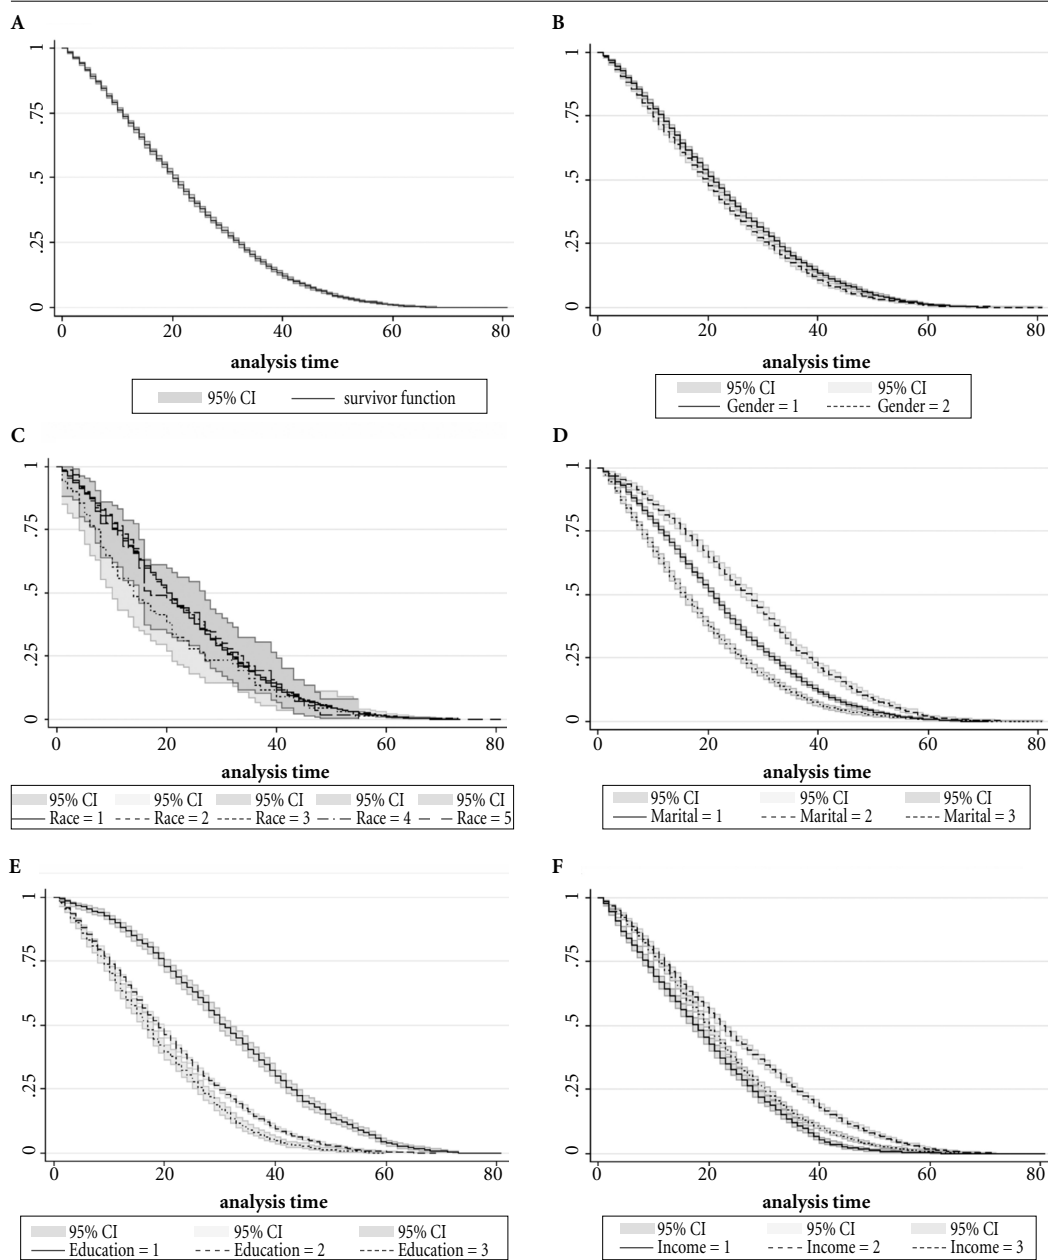 A
1
.75
.5
.25
0
0 20 40 60 80
analysis time
95% CI survivor function
B
1
.75
.5
.25
0
0 20 40 60 80
analysis time
95% CI 95% CI
Gender = 1 Gender = 2
C
1
.75
.5
.25
0
0 20 40 60 80
analysis time
95% CI 95% CI 95% CI 95% CI 95% CI
Race = 1 Race = 2 Race = 3 Race = 4 Race = 5
D
1
.75
.5
.25
0
0 20 40 60 80
analysis time
95% CI 95% CI 95% CI
Marital = 1 Marital = 2 Marital = 3
E
1
.75
.5
.25
0
0 20 40 60 80
analysis time
95% CI 95% CI 95% CI
Education = 1 Education = 2 Education = 3
F
1
.75
.5
.25
0
0 20 40 60 80
analysis time
95% CI 95% CI 95% CI
Income = 1 Income = 2 Income = 3